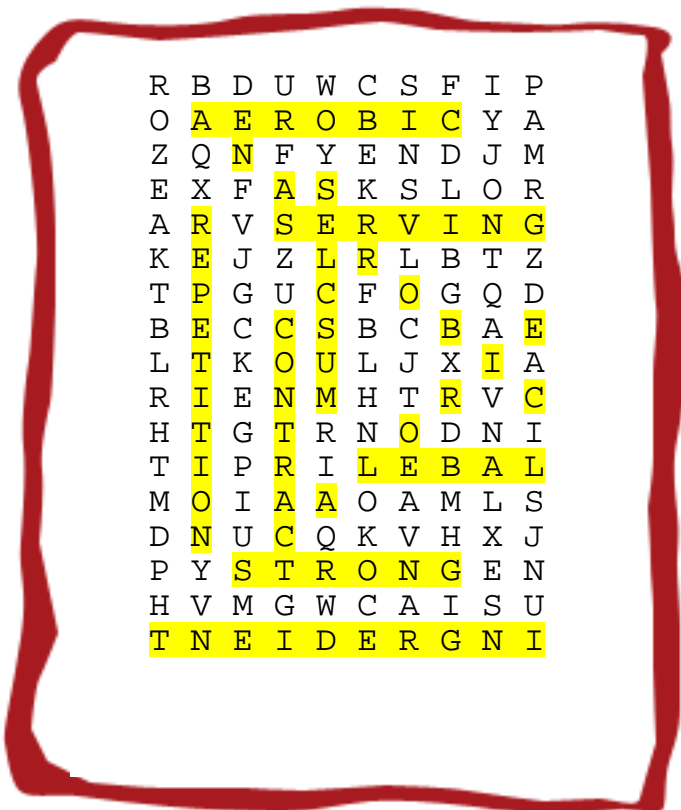 R B D U W C S F I P
O A E R O B I C Y A
Z Q N F Y E N D J M
E X F A S K S L O R
A R V S E R V I N G
K E J Z L R L B T Z
T P G U C F O G Q D
B E C C S B C B A E
L T K O U L J X I A
R I E N M H T R V C
H T G T R N O D N I
T I P R I L E B A L
M O I A A O A M L S
D N U C Q K V H X J
P Y S T R O N G E N
H V M G W C A I S U
T N E I D E R G N I